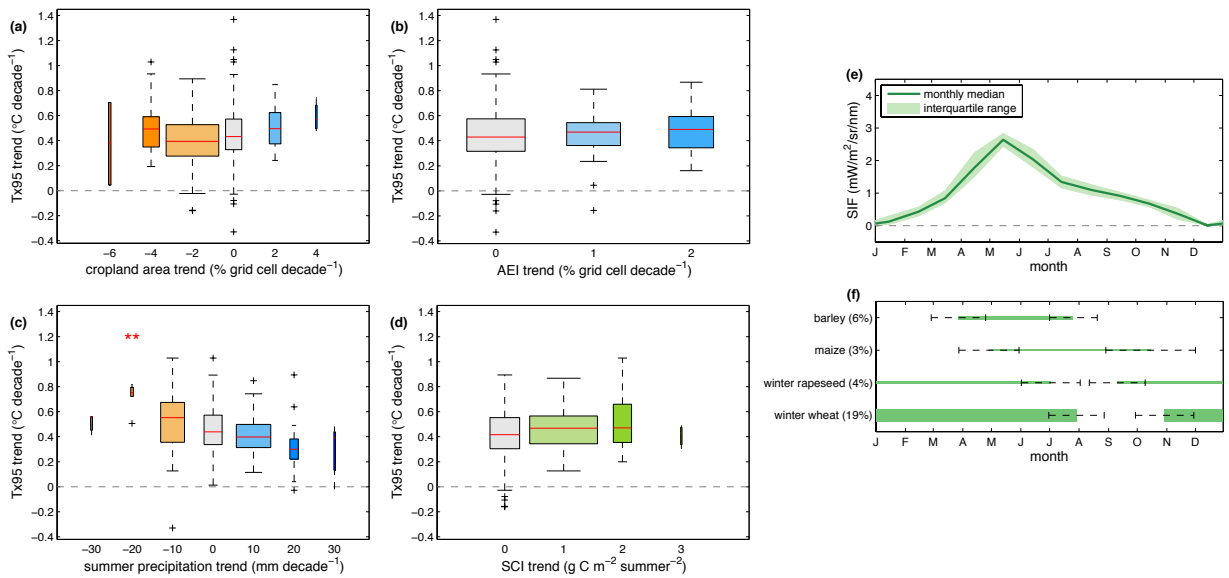 (a)
1.4
1.2
1
0.8
0.6
0.4
0.2
0
−0.2
−0.4
Tx95 trend (°C decade−1)
−6 −4 −2 0 2 4
cropland area trend (% grid cell decade−1)
(b)
1.4
1.2
1
0.8
0.6
0.4
0.2
0
−0.2
−0.4
Tx95 trend (°C decade−1)
0 1 2
AEI trend (% grid cell decade−1)
(c)
1.4
1.2
1
0.8
0.6
0.4
0.2
0
−0.2
−0.4
Tx95 trend (°C decade−1)
**
−30 −20 −10 0 10 20 30
summer precipitation trend (mm decade−1)
(d)
1.4
1.2
1
0.8
0.6
0.4
0.2
0
−0.2
−0.4
Tx95 trend (°C decade−1)
0 1 2 3
SCI trend (g C m−2 summer−2)
(e)
monthly median
interquartile range
4
3
2
1
0
SIF (mW/m2/sr/nm)
J F M A M J J A S O N D
month
(f)
barley (6%)
maize (3%)
winter rapeseed (4%)
winter wheat (19%)
J F M A M J J A S O N D
month